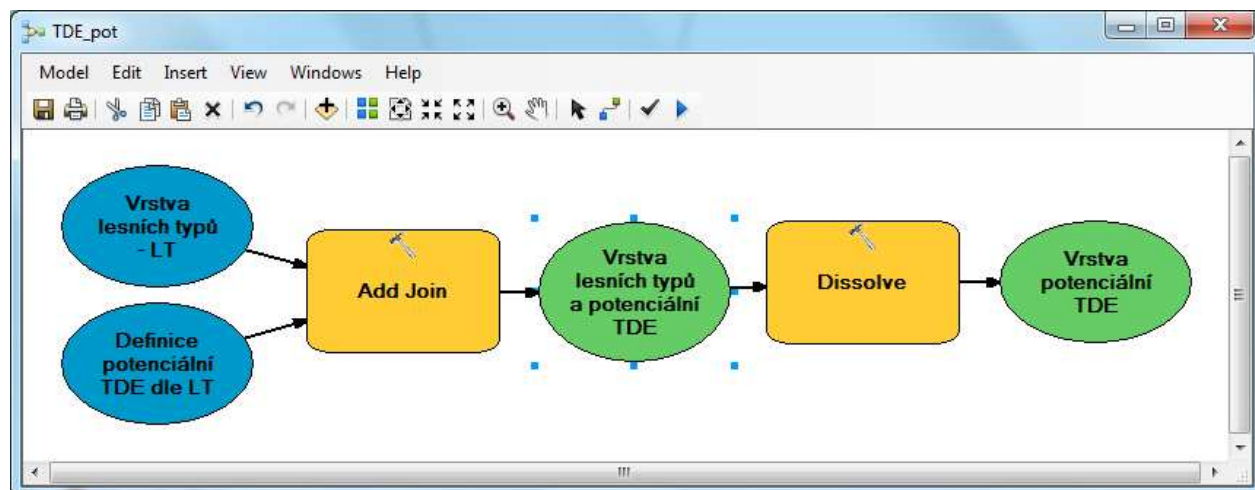 TDE_pot
Model Edit Insert View Windows Help
Vrstva
lesních typů
- LT
Definice
potenciální
TDE dle LT
Add Join
Vrstva
lesních typů
a potenciální
TDE
Dissolve
Vrstva
potenciální
TDE